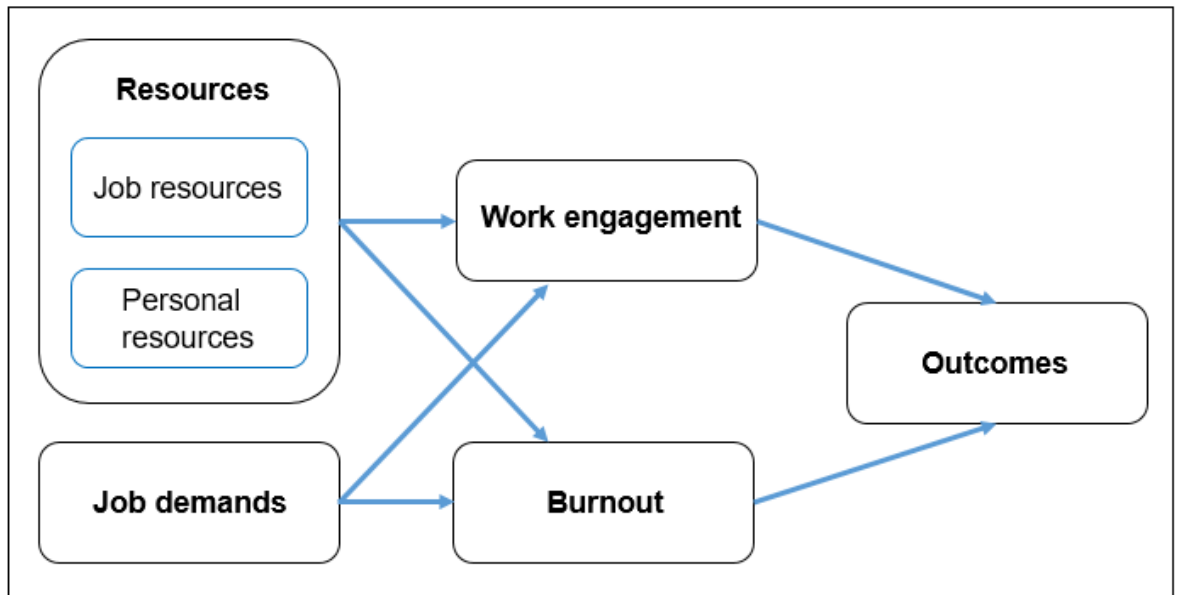 Resources
Job resources
Personal
resources
Work engagement
Outcomes
Job demands
Burnout